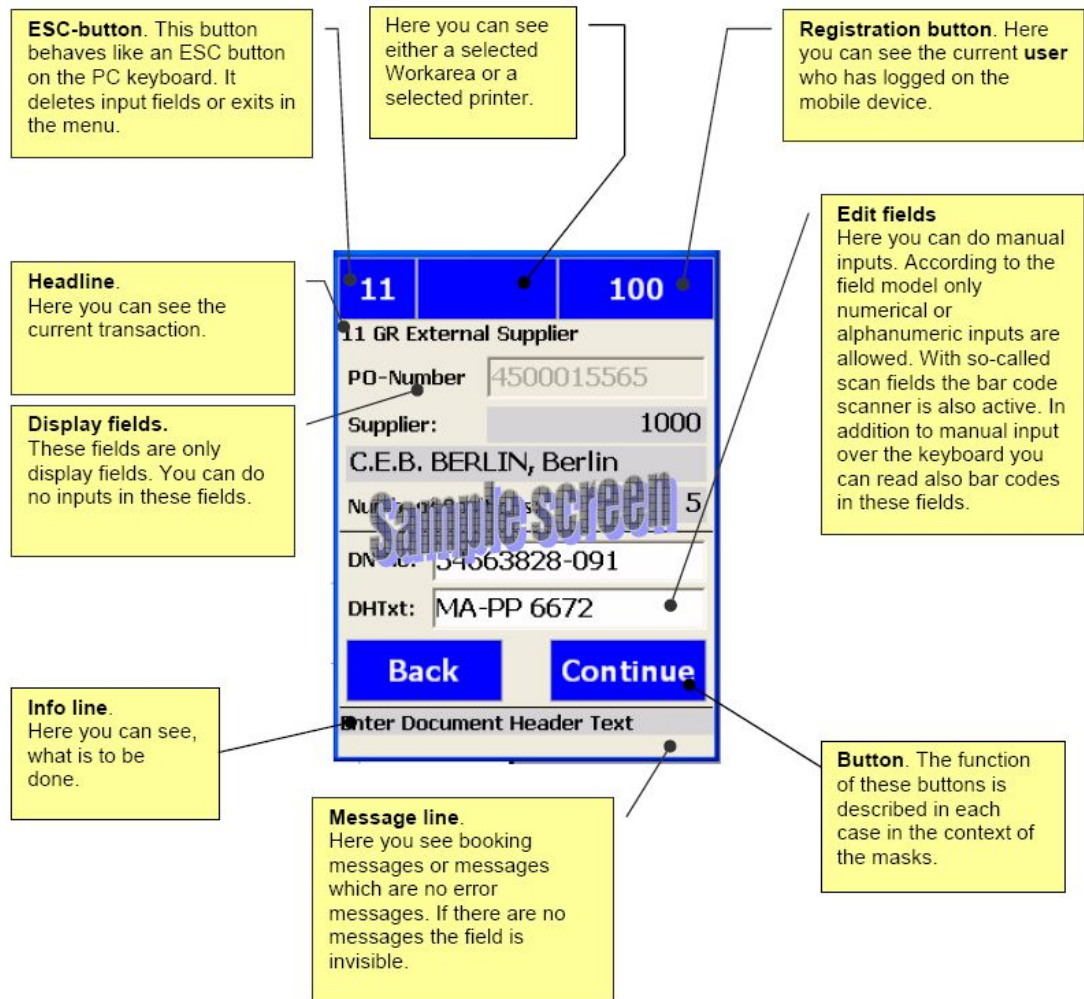 ESC-button. This button
behaves like an ESC button
on the PC keyboard. It
deletes input fields or exits in
the menu.
Here you can see
either a selected
Workarea or a
selected printer.
Registration button. Here
you can see the current user
who has logged on the
mobile device.
Headline.
Here you can see the
current transaction.
Display fields.
These fields are only
display fields. You can do
no inputs in these fields.
Edit fields
Here you can do manual
inputs. According to the
field model only
numerical or
alphanumeric inputs are
allowed. With so-called
scan fields the bar code
scanner is also active. In
addition to manual input
over the keyboard you
can read also bar codes
in these fields.
11 100
11 GR External Supplier
PO-Number 4500015565
Supplier: 1000
C.E.B. BERLIN, Berlin
5
Sample screen
54663828-091
DHTxt: MA-PP 6672
Back Continue
Enter Document Header Text
Info line.
Here you can see,
what is to be
done.
Message line.
Here you see booking
messages or messages
which are no error
messages. If there are no
messages the field is
invisible.
Button. The function
of these buttons is
described in each
case in the context of
the masks.